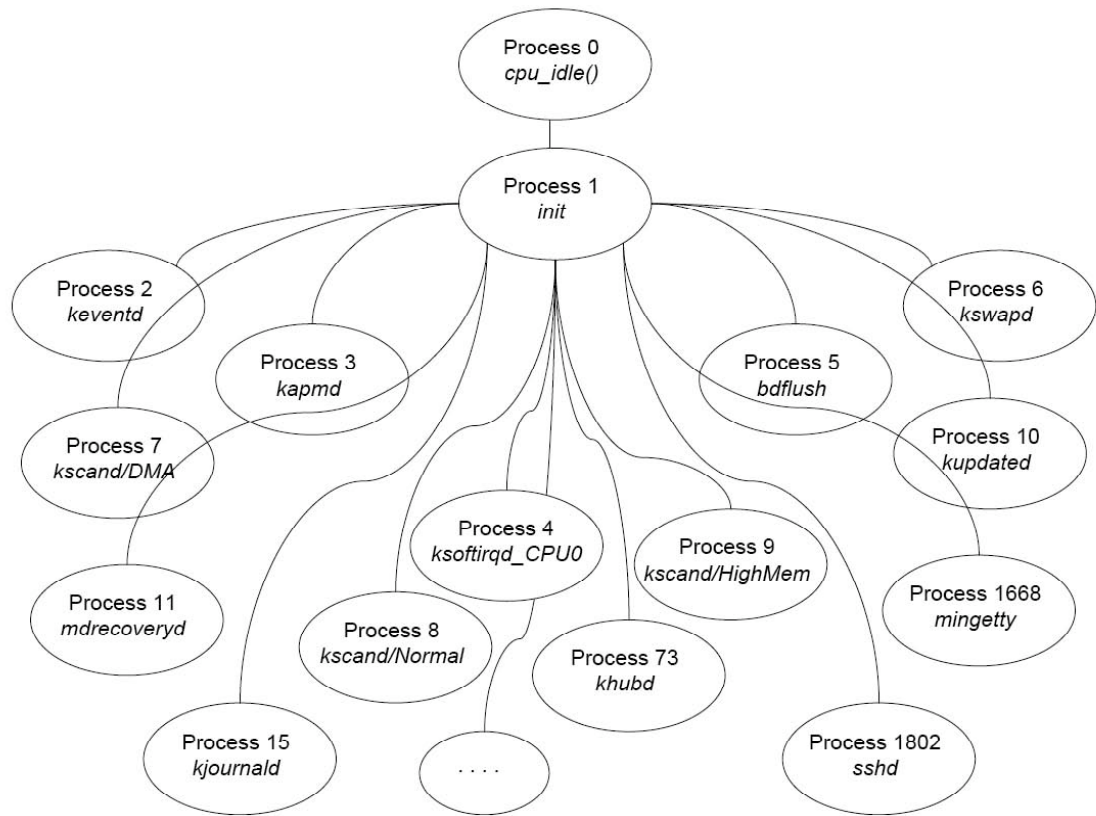 Process 0
cpu_idle()
Process 1
init
Process 2
keventd
Process 6
kswapd
Process 3
kapmd
Process 5
bdflush
Process 7
kscand/DMA
Process 10
kupdated
Process 4
ksoftirqd_CPU0
Process 9
kscand/HighMem
Process 11
mdrecoveryd
Process 1668
mingetty
Process 8
kscand/Normal
Process 73
khubd
Process 15
kjournald
. . . .
Process 1802
sshd